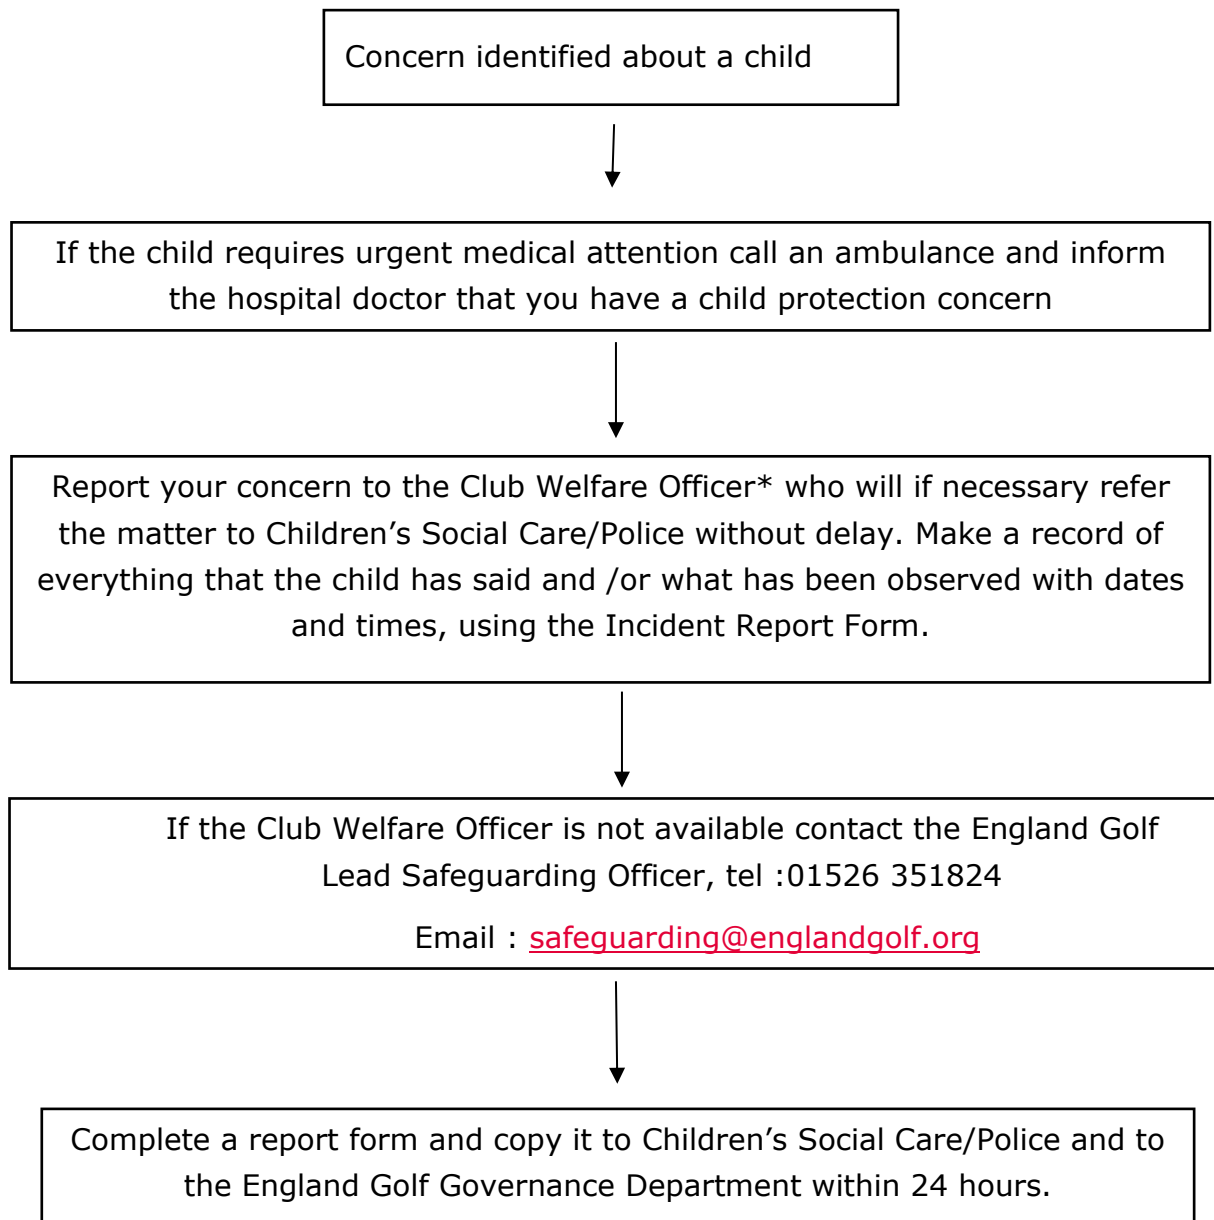 Concern identified about a child
If the child requires urgent medical attention call an ambulance and inform
the hospital doctor that you have a child protection concern
Report your concern to the Club Welfare Officer* who will if necessary refer
the matter to Children’s Social Care/Police without delay. Make a record of
everything that the child has said and /or what has been observed with dates
and times, using the Incident Report Form.
If the Club Welfare Officer is not available contact the England Golf
Lead Safeguarding Officer, tel :01526 351824
Email : safeguarding@englandgolf.org
Complete a report form and copy it to Children’s Social Care/Police and to
the England Golf Governance Department within 24 hours.